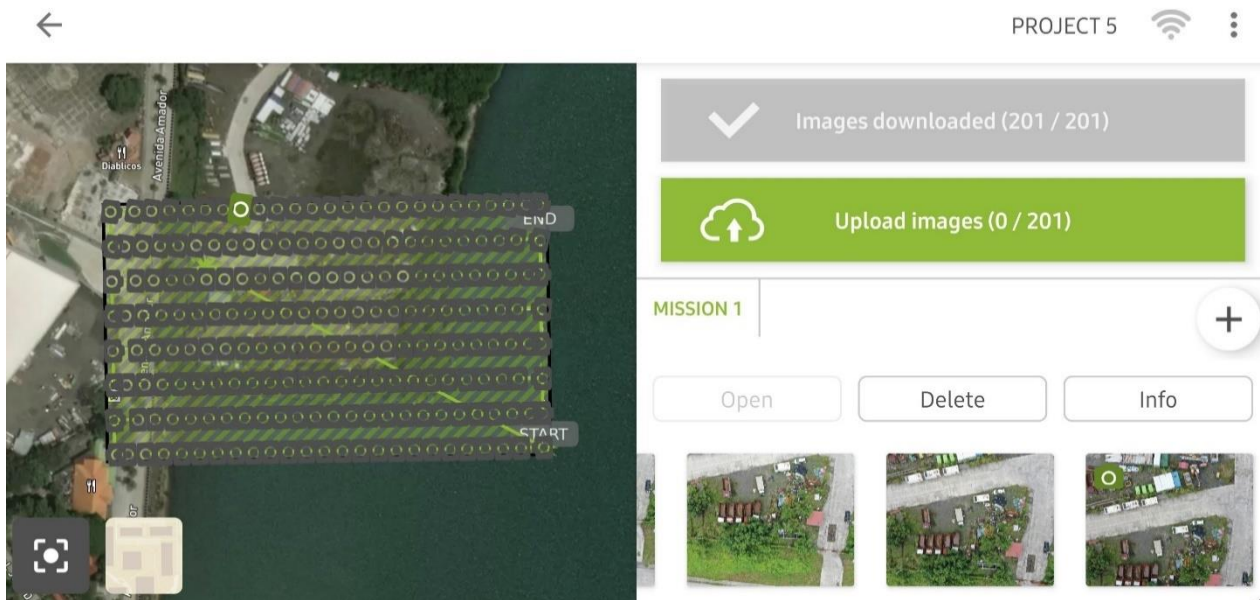 PROJECT 5
Images downloaded (201 / 201)
Upload images (0 / 201)
MISSION 1
Open
Delete
Info
Avenida Amador
Diablicos
END
START